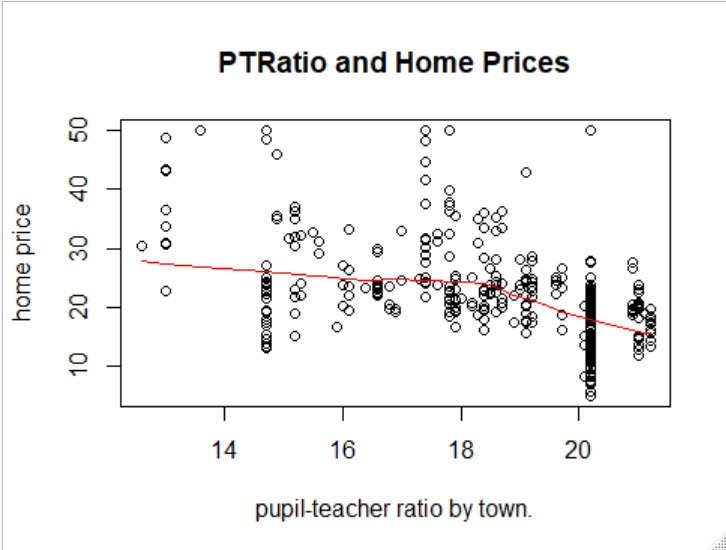 PTRatio and Home Prices
50
40
30
20
10
home price
14 16 18 20
pupil-teacher ratio by town.